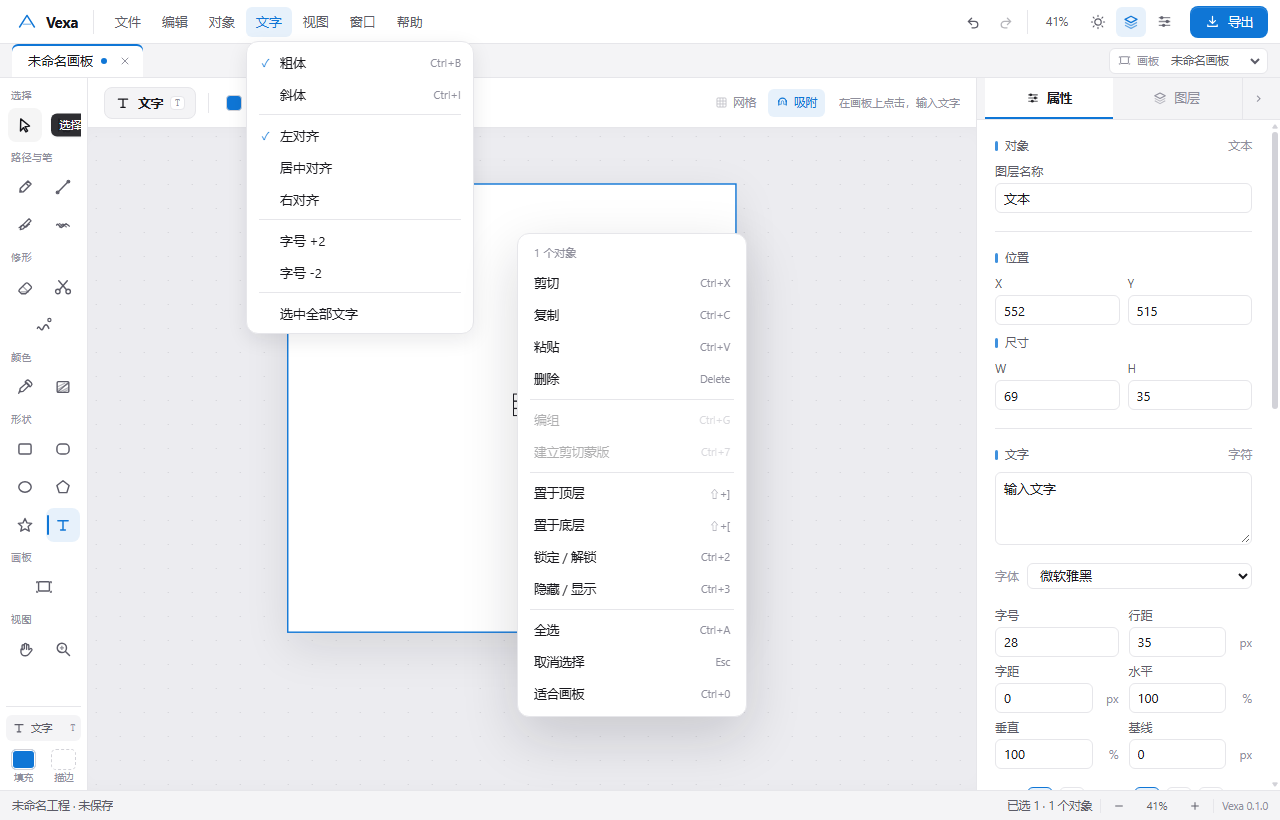 Vexa
文件 编辑 对象 文字 视图 窗口 帮助
41%
导出
未命名画板
画板 未命名画板
选择
选择
路径与笔
修形
颜色
形状
画板
视图
文字 T
填充 描边
文字 T
网格 吸附 在画板上点击，输入文字
✓ 粗体 Ctrl+B
斜体 Ctrl+I
✓ 左对齐
居中对齐
右对齐
字号 +2
字号 -2
选中全部文字
1 个对象
剪切 Ctrl+X
复制 Ctrl+C
粘贴 Ctrl+V
删除 Delete
编组 Ctrl+G
建立剪切蒙版 Ctrl+7
置于顶层 ⇧+]
置于底层 ⇧+[
锁定 / 解锁 Ctrl+2
隐藏 / 显示 Ctrl+3
全选 Ctrl+A
取消选择 Esc
适合画板 Ctrl+0
属性 图层
对象 文本
图层名称
文本
位置
X Y
552 515
尺寸
W H
69 35
文字 字符
输入文字
字体 微软雅黑
字号 行距
28 35 px
字距 水平
0 px 100 %
垂直 基线
100 % 0 px
未命名工程 · 未保存
已选 1 · 1 个对象 − 41% + Vexa 0.1.0